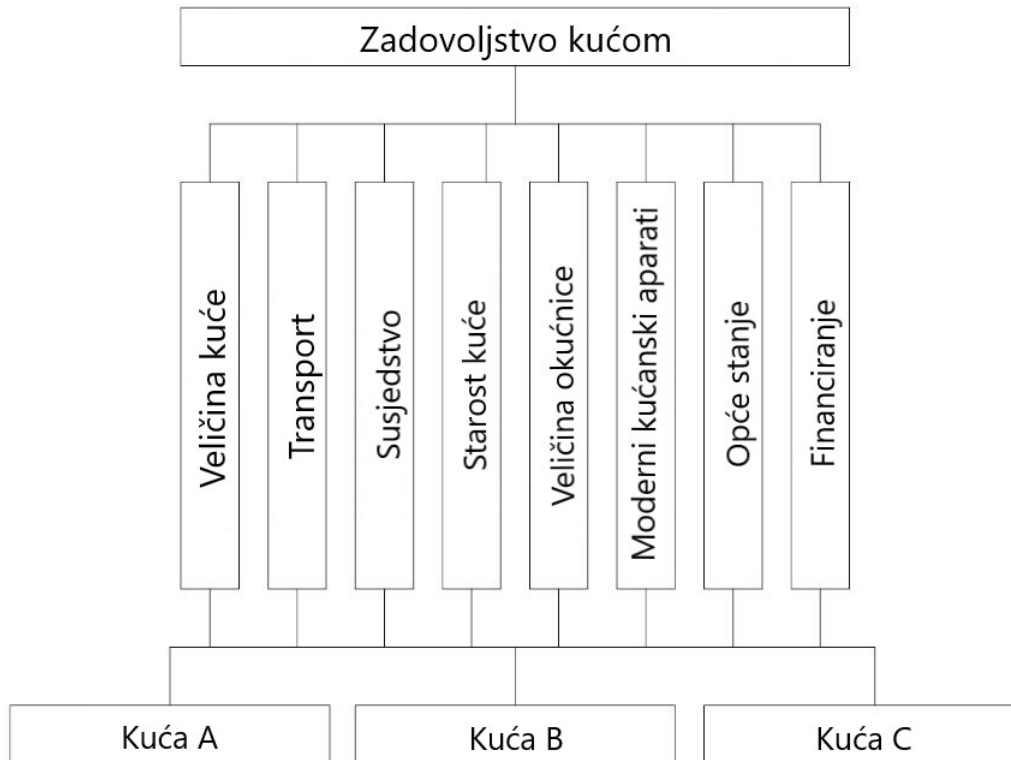 Zadovoljstvo kućom
Veličina kuće
Transport
Susjedstvo
Starost kuće
Veličina okućnice
Moderni kućanski aparati
Opće stanje
Financiranje
Kuća A
Kuća B
Kuća C